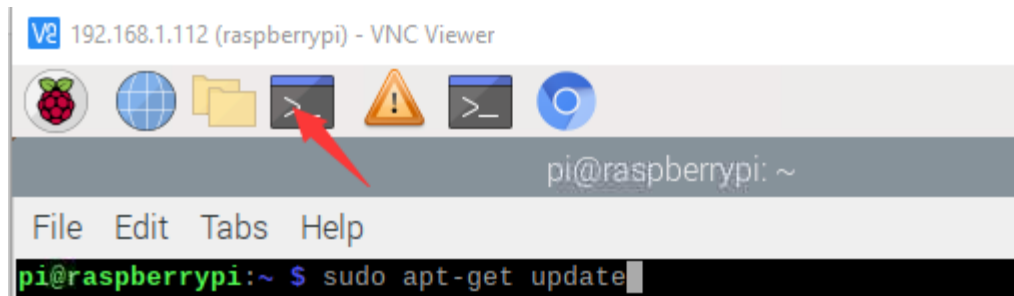 V2 192.168.1.112 (raspberrypi) - VNC Viewer
>_ >_
pi@raspberrypi: ~
File Edit Tabs Help
pi@raspberrypi:~ $ sudo apt-get update